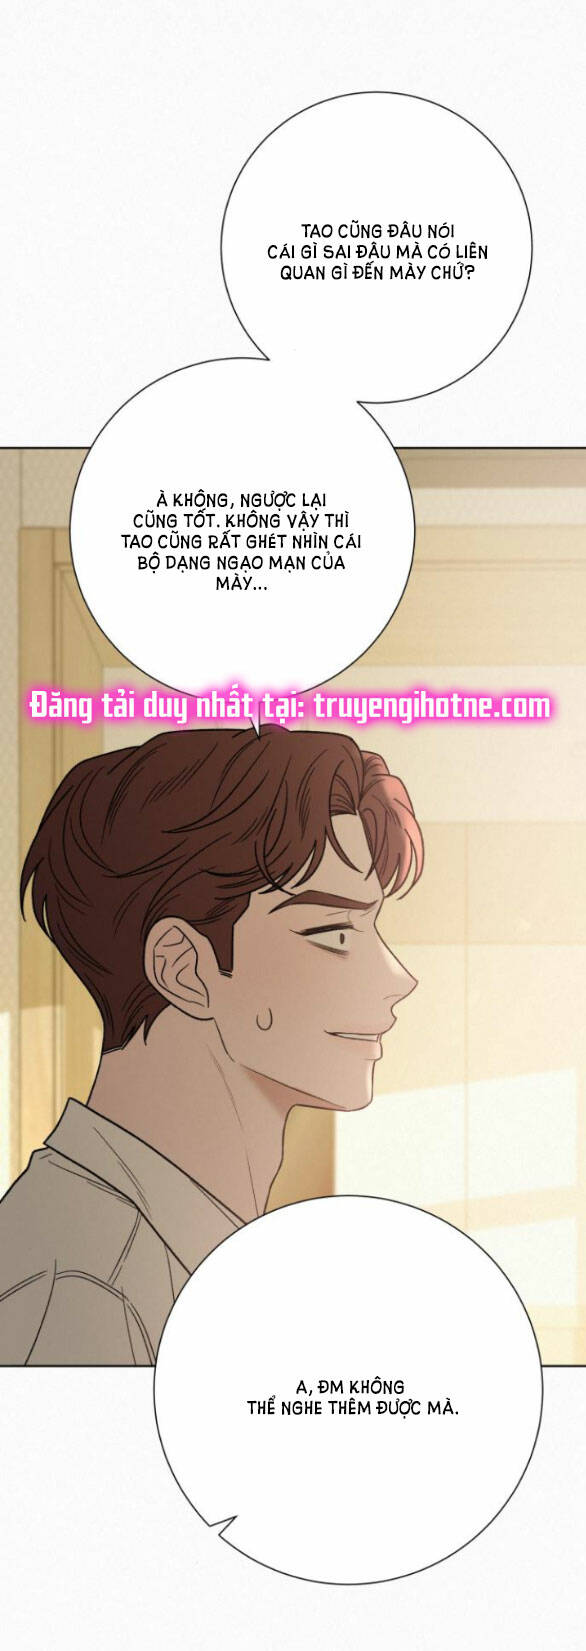 TAO CŨNG ĐÂU NÓI
CÁI GÌ SAI ĐÂU MÀ CÓ LIÊN
QUAN GÌ ĐẾN MÀY CHỨ?
À KHÔNG, NGƯỢC LẠI
CŨNG TỐT. KHÔNG VẬY THÌ
TAO CŨNG RẤT GHÉT NHÌN CÁI
BỘ DẠNG NGẠO MẠN CỦA
MÀY...
Đăng tải duy nhất tại: truyengihotne.com
A, ĐM KHÔNG
THỂ NGHE THÊM ĐƯỢC MÀ.